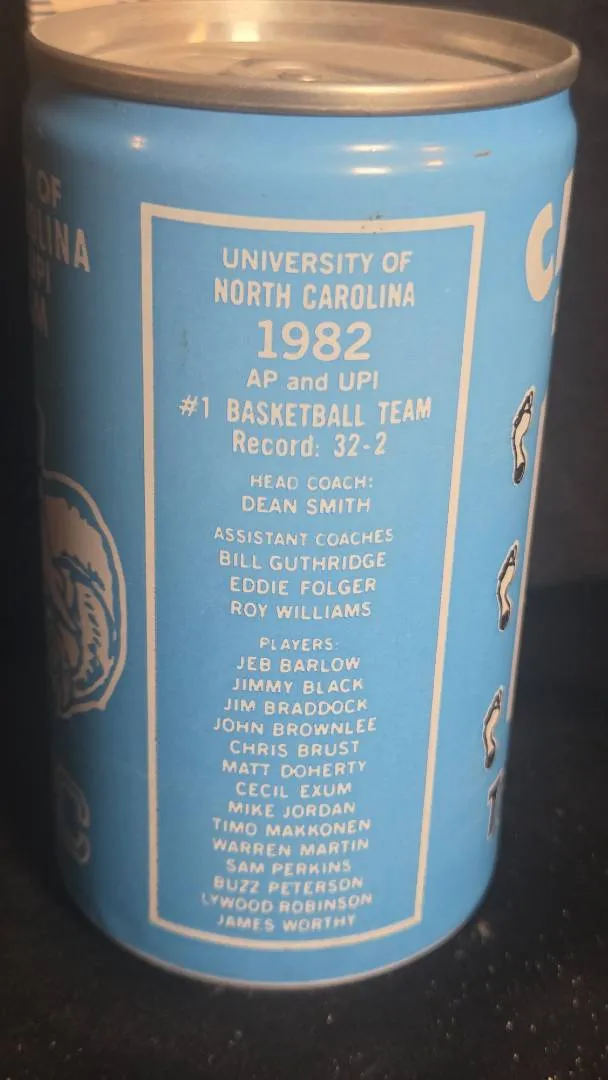 OF
UNIVERSITY OF
NORTH CAROLINA
1982
AP and UPI
#1 BASKETBALL TEAM
Record: 32-2
HEAD COACH:
DEAN SMITH
ASSISTANT COACHES
BILL GUTHRIDGE
EDDIE FOLGER
ROY WILLIAMS
PLAYERS:
JEB BARLOW
JIMMY BLACK
JIM BRADDOCK
JOHN BROWNLEE
CHRIS BRUST
MATT DOHERTY
CECIL EXUM
MIKE JORDAN
TIMO MAKKONEN
WARREN MARTIN
SAM PERKINS
BUZZ PETERSON
LYWOOD ROBINSON
JAMES WORTHY